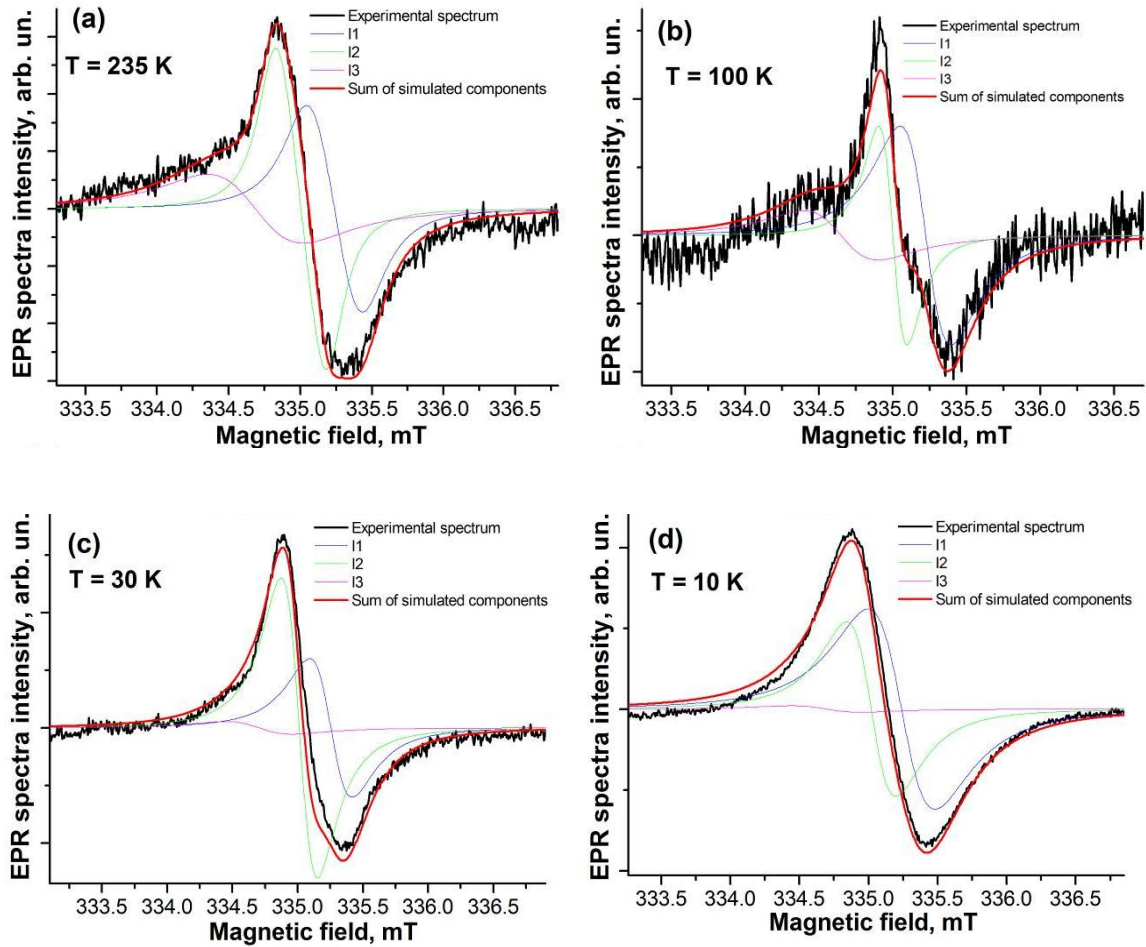 (a)
T = 235 K
Experimental spectrum
I1
I2
I3
Sum of simulated components
EPR spectra intensity, arb. un.
333.5 334.0 334.5 335.0 335.5 336.0 336.5
Magnetic field, mT
(b)
T = 100 K
Experimental spectrum
I1
I2
I3
Sum of simulated components
EPR spectra intensity, arb. un.
333.5 334.0 334.5 335.0 335.5 336.0 336.5
Magnetic field, mT
(c)
T = 30 K
Experimental spectrum
I1
I2
I3
Sum of simulated components
EPR spectra intensity, arb. un.
333.5 334.0 334.5 335.0 335.5 336.0 336.5
Magnetic field, mT
(d)
T = 10 K
Experimental spectrum
I1
I2
I3
Sum of simulated components
EPR spectra intensity, arb. un.
333.5 334.0 334.5 335.0 335.5 336.0 336.5
Magnetic field, mT